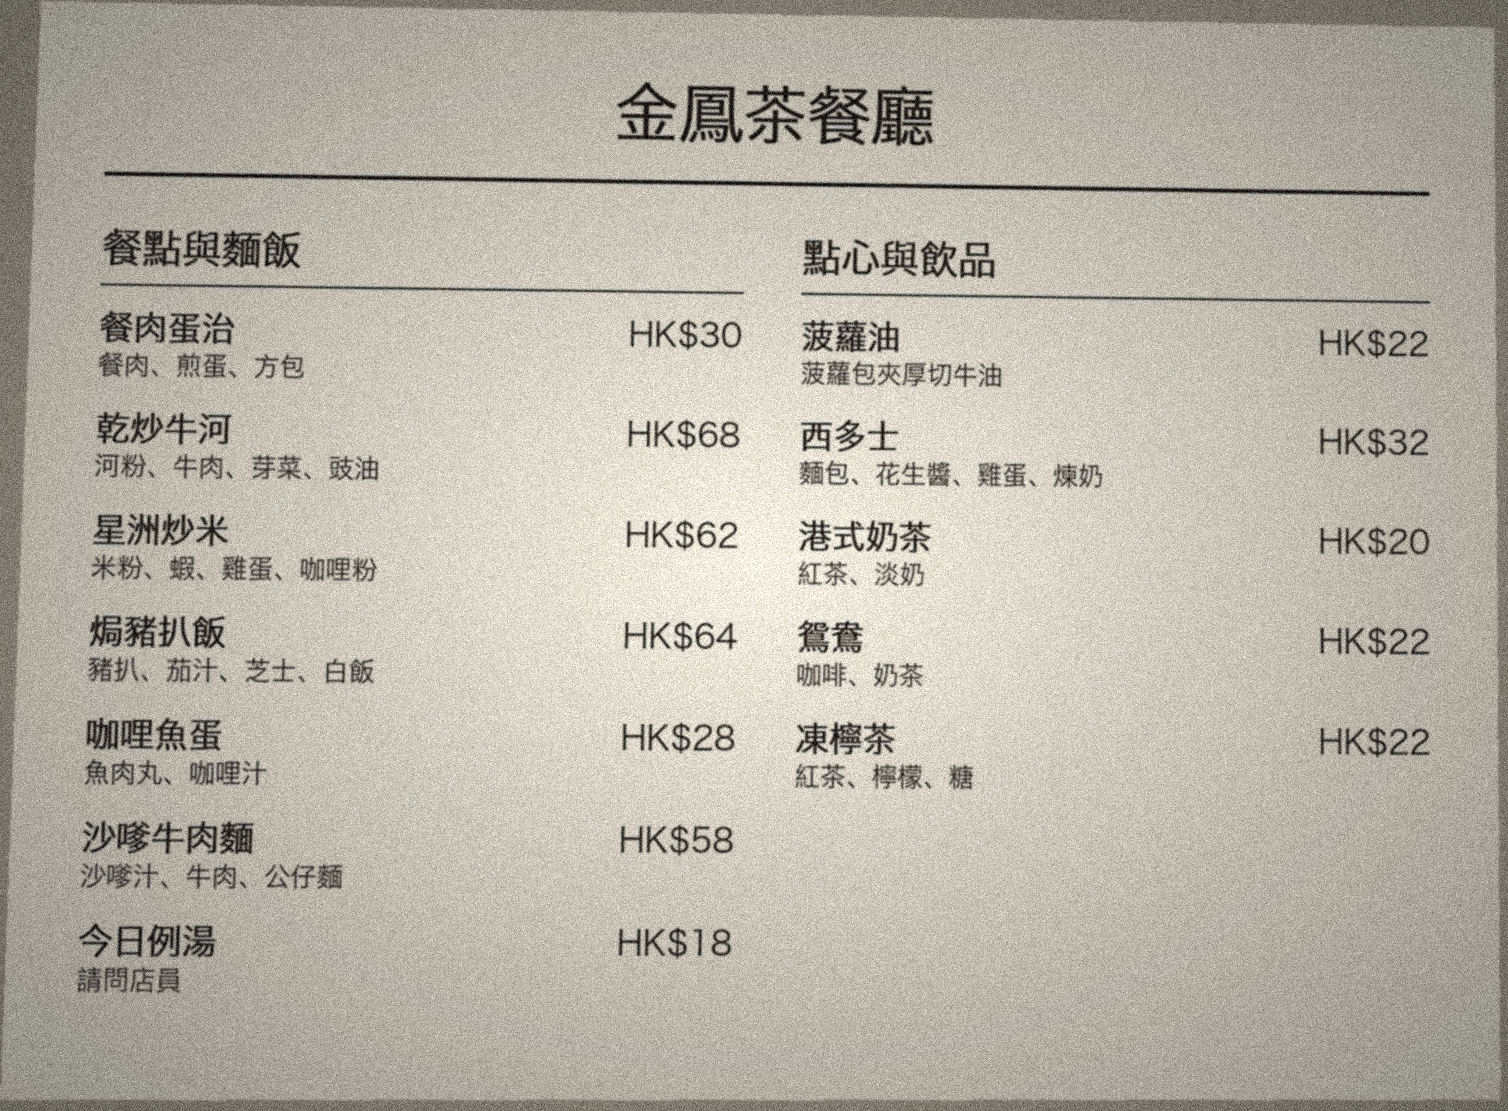 金鳳茶餐廳
餐點與麵飯
餐肉蛋治 HK$30
餐肉、煎蛋、方包
乾炒牛河 HK$68
河粉、牛肉、芽菜、豉油
星洲炒米 HK$62
米粉、蝦、雞蛋、咖喱粉
焗豬扒飯 HK$64
豬扒、茄汁、芝士、白飯
咖喱魚蛋 HK$28
魚肉丸、咖喱汁
沙嗲牛肉麵 HK$58
沙嗲汁、牛肉、公仔麵
今日例湯 HK$18
請問店員
點心與飲品
菠蘿油 HK$22
菠蘿包夾厚切牛油
西多士 HK$32
麵包、花生醬、雞蛋、煉奶
港式奶茶 HK$20
紅茶、淡奶
鴛鴦 HK$22
咖啡、奶茶
凍檸茶 HK$22
紅茶、檸檬、糖